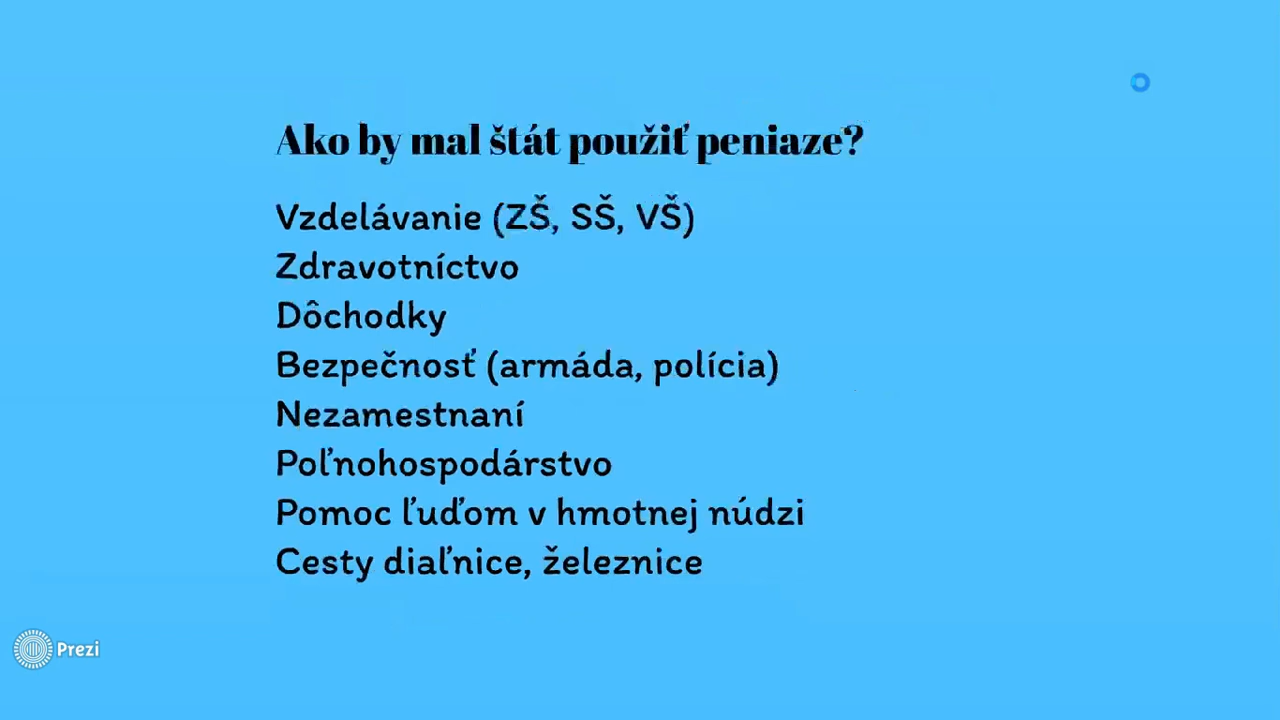 Ako by mal štát použiť peniaze?
Vzdelávanie (ZŠ, SŠ, VŠ)
Zdravotníctvo
Dôchodky
Bezpečnosť (armáda, polícia)
Nezamestnaní
Poľnohospodárstvo
Pomoc ľuďom v hmotnej núdzi
Cesty diaľnice, železnice
Prezi